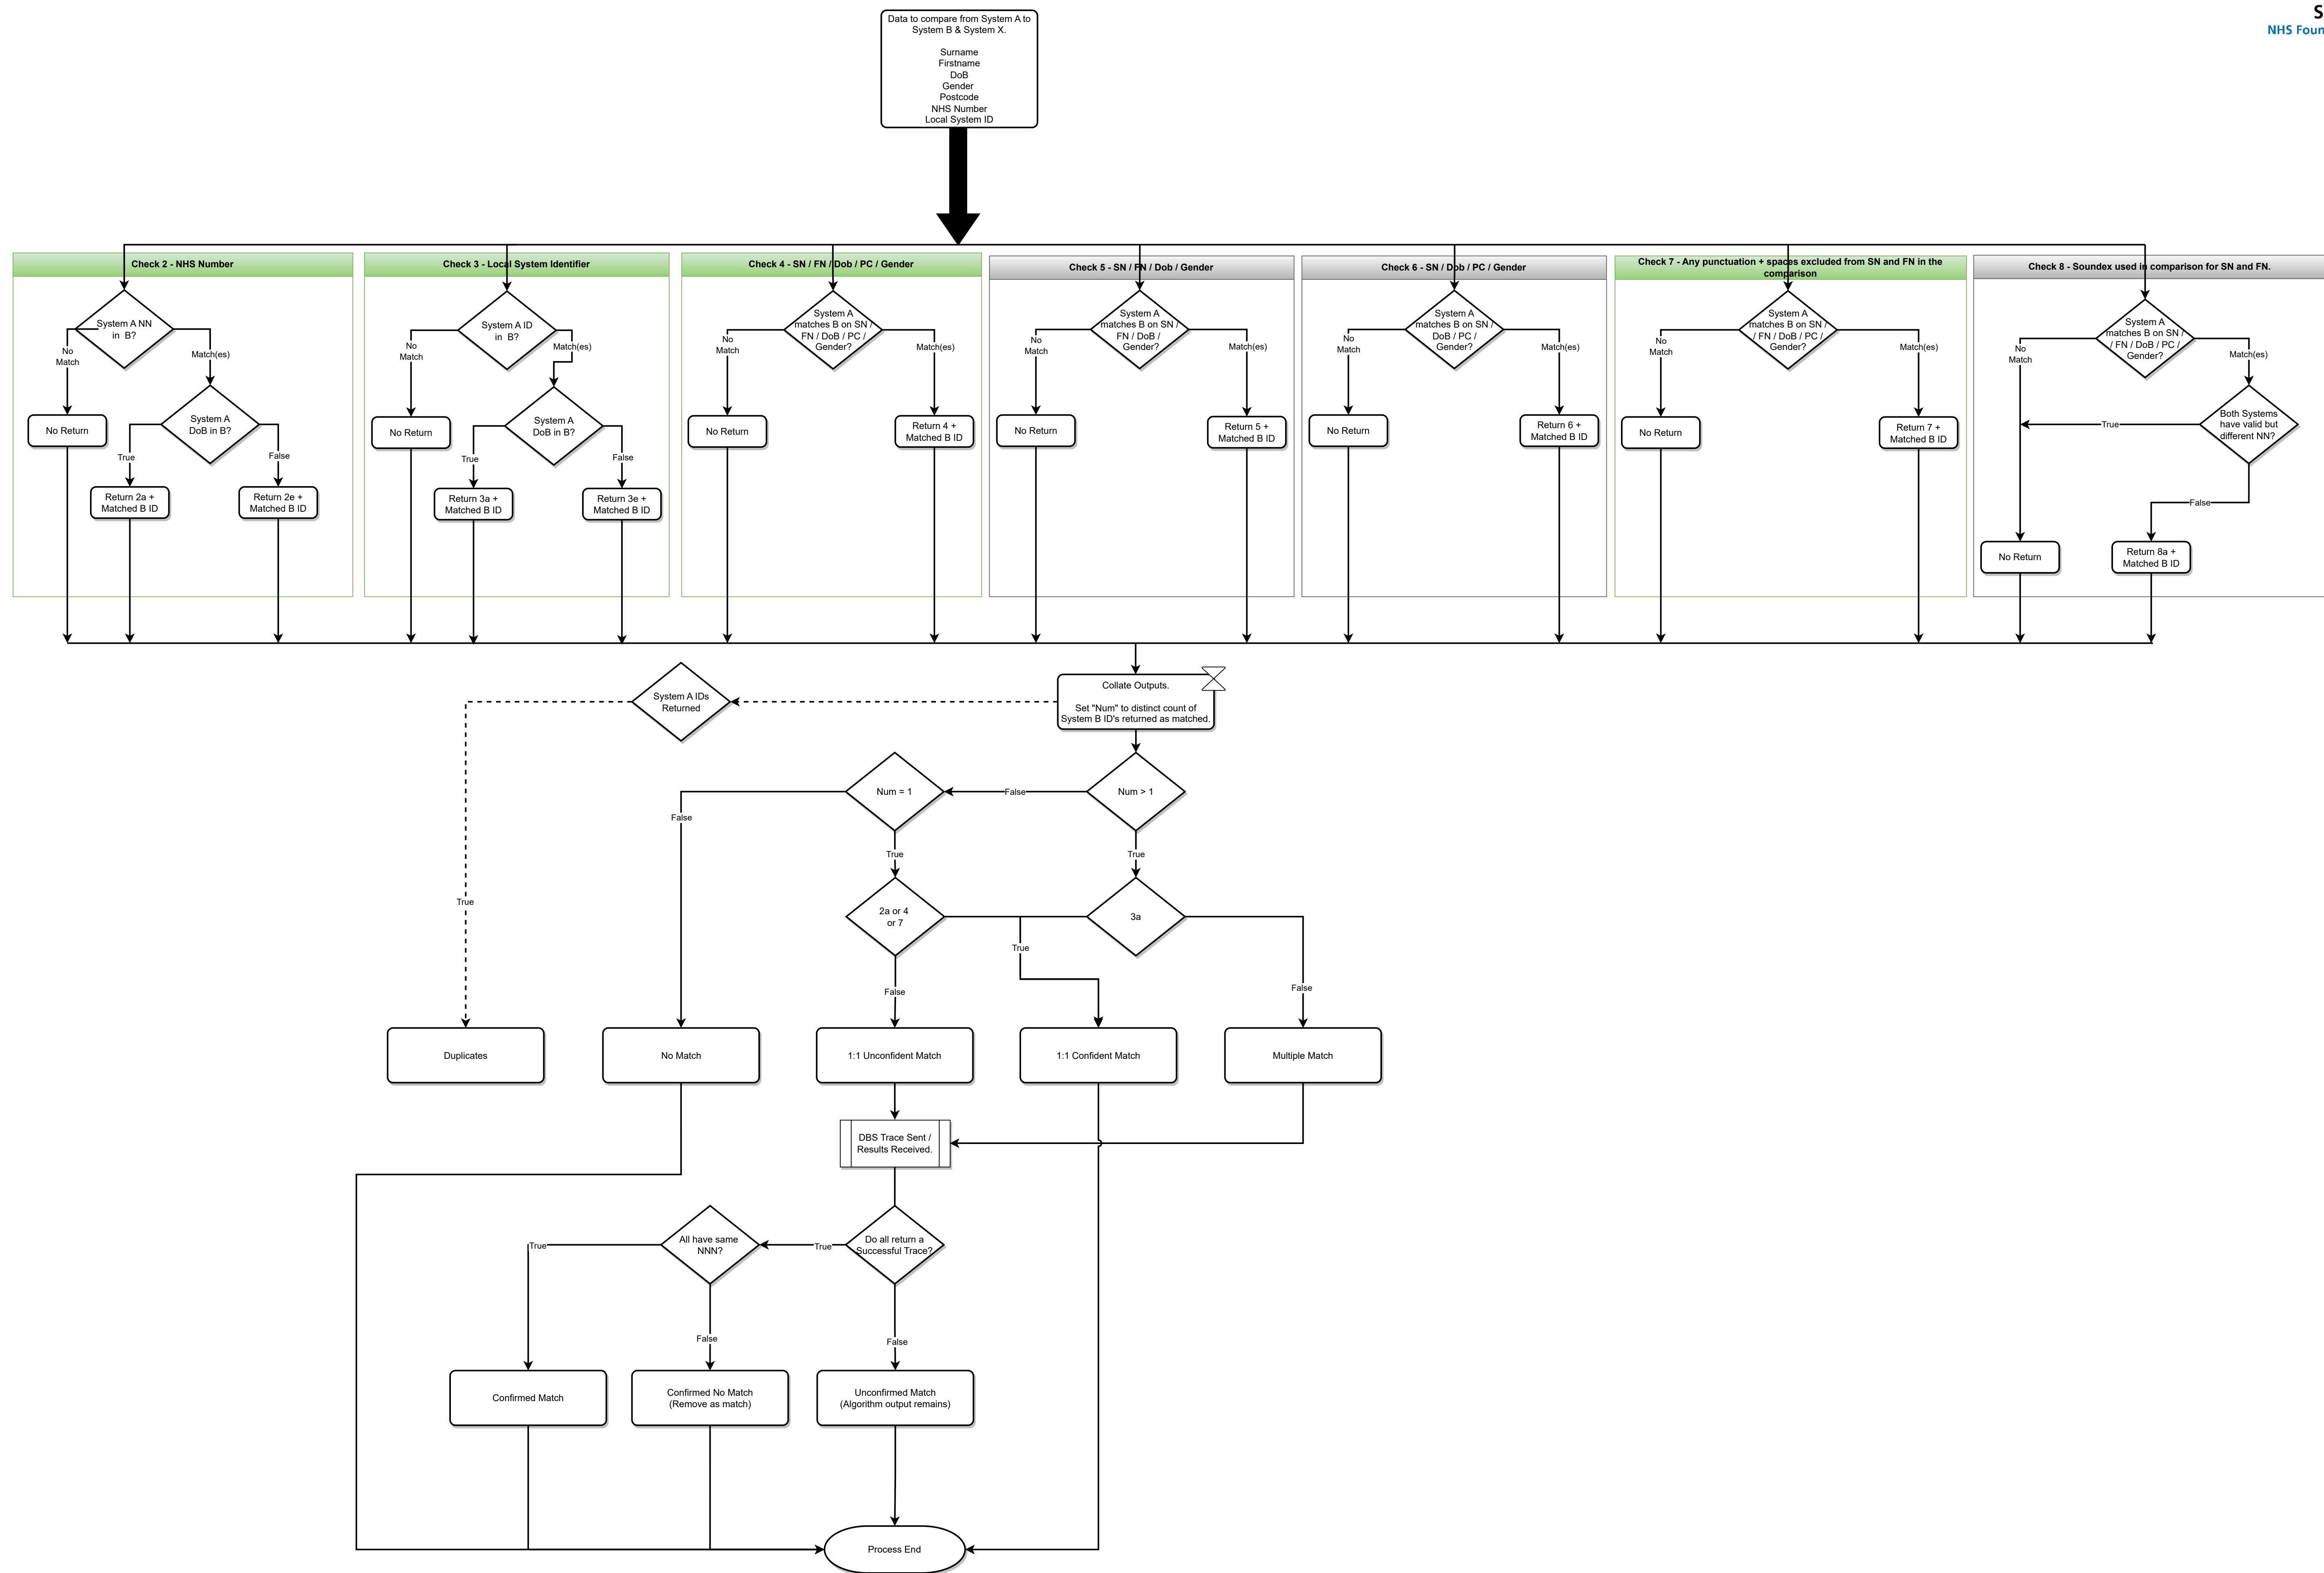 Data to compare from System A to
System B & System X.
Surname
Firstname
DoB
Gender
Postcode
NHS Number
Local System ID
S
NHS Foun
Check 2 - NHS Number
System A NN
in B?
No
Match
Match(es)
No Return
System A
DoB in B?
True
False
Return 2a +
Matched B ID
Return 2e +
Matched B ID
Check 3 - Local System Identifier
System A ID
in B?
No
Match
Match(es)
No Return
System A
DoB in B?
True
False
Return 3a +
Matched B ID
Return 3e +
Matched B ID
Check 4 - SN / FN / Dob / PC / Gender
System A
matches B on SN /
FN / DoB / PC /
Gender?
No
Match
Match(es)
No Return
Return 4 +
Matched B ID
Check 5 - SN / FN / Dob / Gender
System A
matches B on SN /
FN / DoB /
Gender?
No
Match
Match(es)
No Return
Return 5 +
Matched B ID
Check 6 - SN / Dob / PC / Gender
System A
matches B on SN /
DoB / PC /
Gender?
No
Match
Match(es)
No Return
Return 6 +
Matched B ID
Check 7 - Any punctuation + spaces excluded from SN and FN in the
comparison
System A
matches B on SN /
/ FN / DoB / PC /
Gender?
No
Match
Match(es)
No Return
Return 7 +
Matched B ID
Check 8 - Soundex used in comparison for SN and FN.
System A
matches B on SN /
/ FN / DoB / PC /
Gender?
No
Match
Match(es)
Both Systems
have valid but
different NN?
True
False
No Return
Return 8a +
Matched B ID
Collate Outputs.
Set "Num" to distinct count of
System B ID's returned as matched.
System A IDs
Returned
Num = 1
False
Num > 1
False
True
True
True
2a or 4
or 7
3a
True
False
False
Duplicates
No Match
1:1 Unconfident Match
1:1 Confident Match
Multiple Match
DBS Trace Sent /
Results Received.
All have same
NNN?
Do all return a
Successful Trace?
True
True
False
False
Confirmed Match
Confirmed No Match
(Remove as match)
Unconfirmed Match
(Algorithm output remains)
Process End